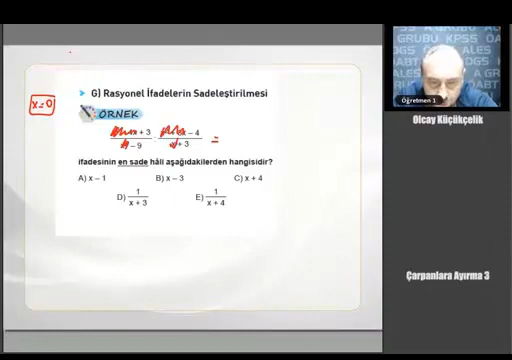 G) Rasyonel İfadelerin Sadeleştirilmesi
x=0
ÖRNEK
+ 3
x − 4
=
− 9
+ 3
ifadesinin en sade hâli aşağıdakilerden hangisidir?
A) x − 1 B) x − 3 C) x + 4
D) 1/(x + 3) E) 1/(x + 4)
Öğretmen 1
Olcay Küçükçelik
Çarpanlara Ayırma 3